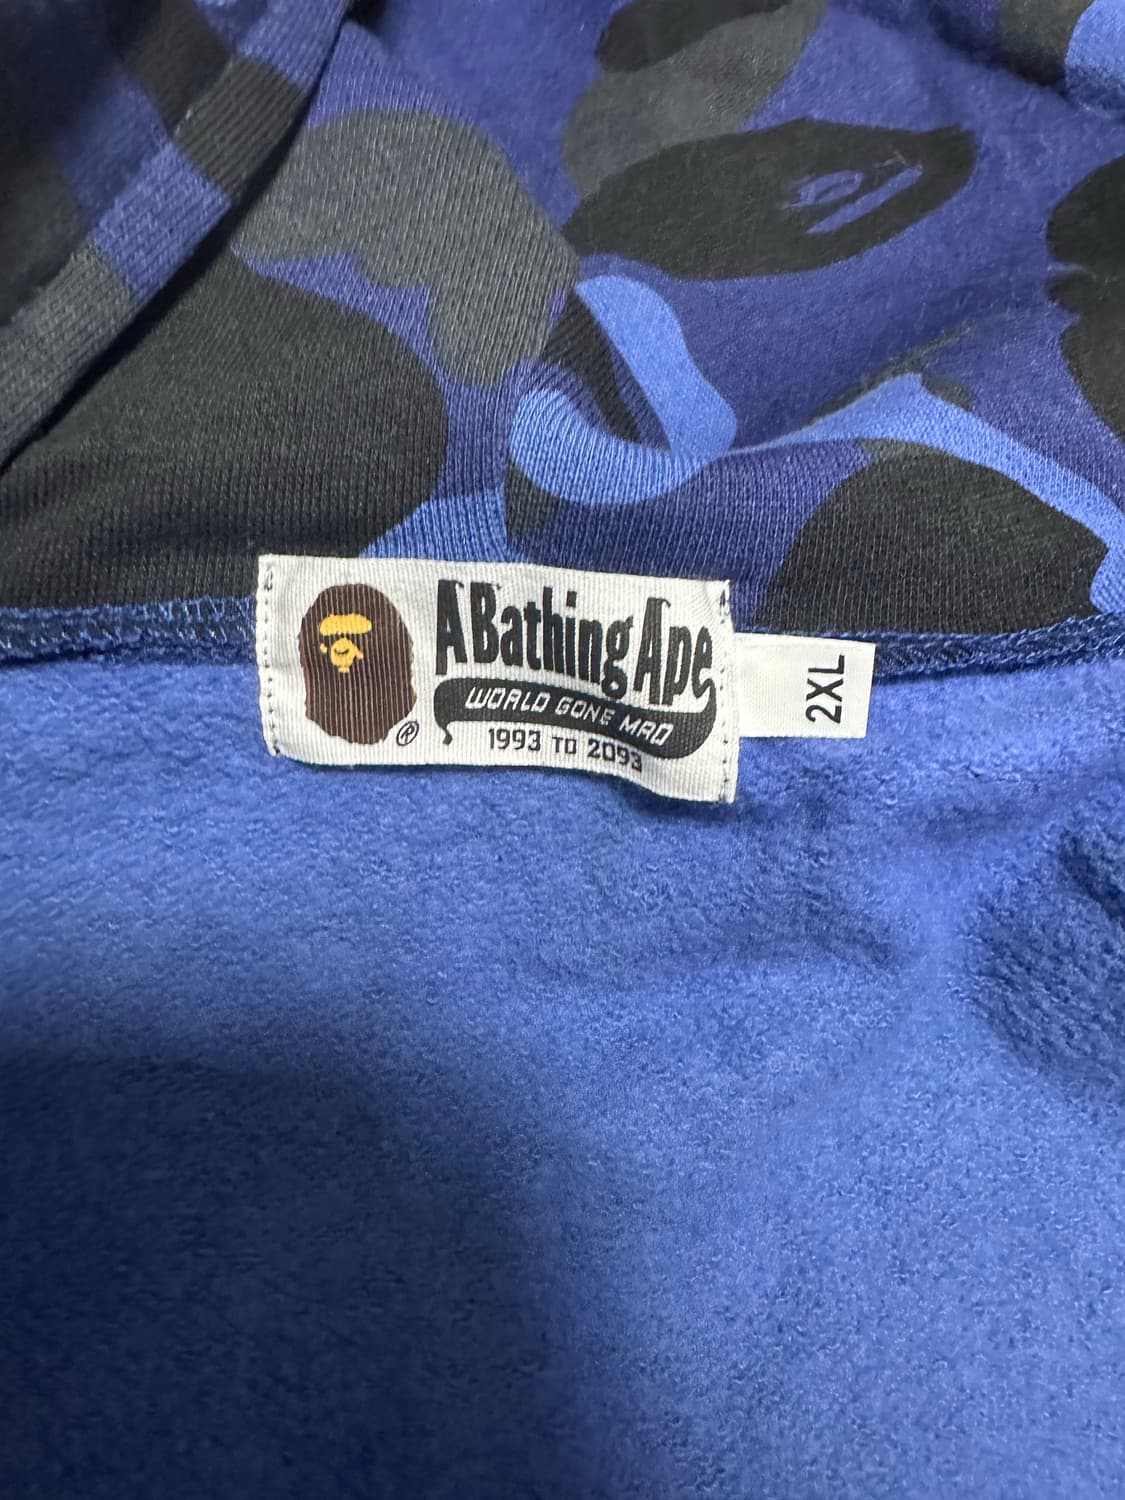 A Bathing Ape
WORLD GONE MAD
1993 TO 2093
®
2XL